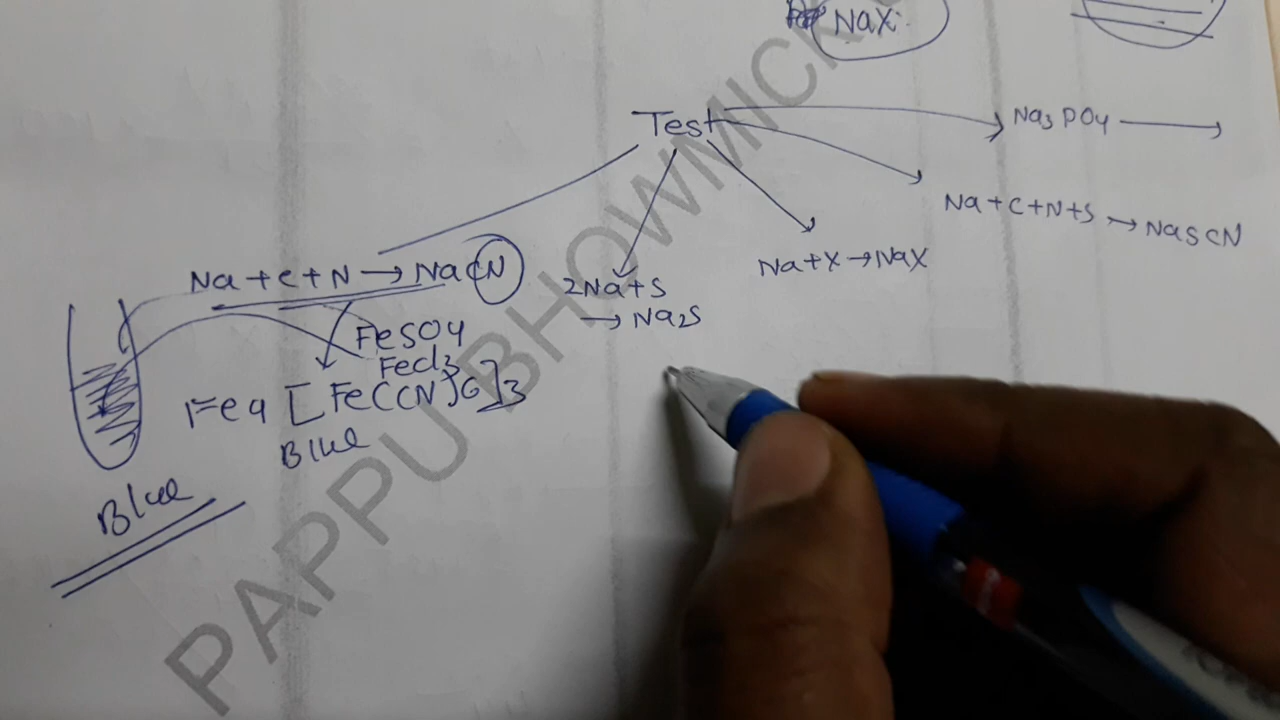 NaX
Test
Na3PO4 →
Na+C+N+S → NaSCN
Na+X → NaX
Na+C+N → NaCN
2Na+S
→ Na2S
FeSO4
FeCl3
Fe4[Fe(CN)6]3
Blue
Blue
PAPPU BHOWMICK